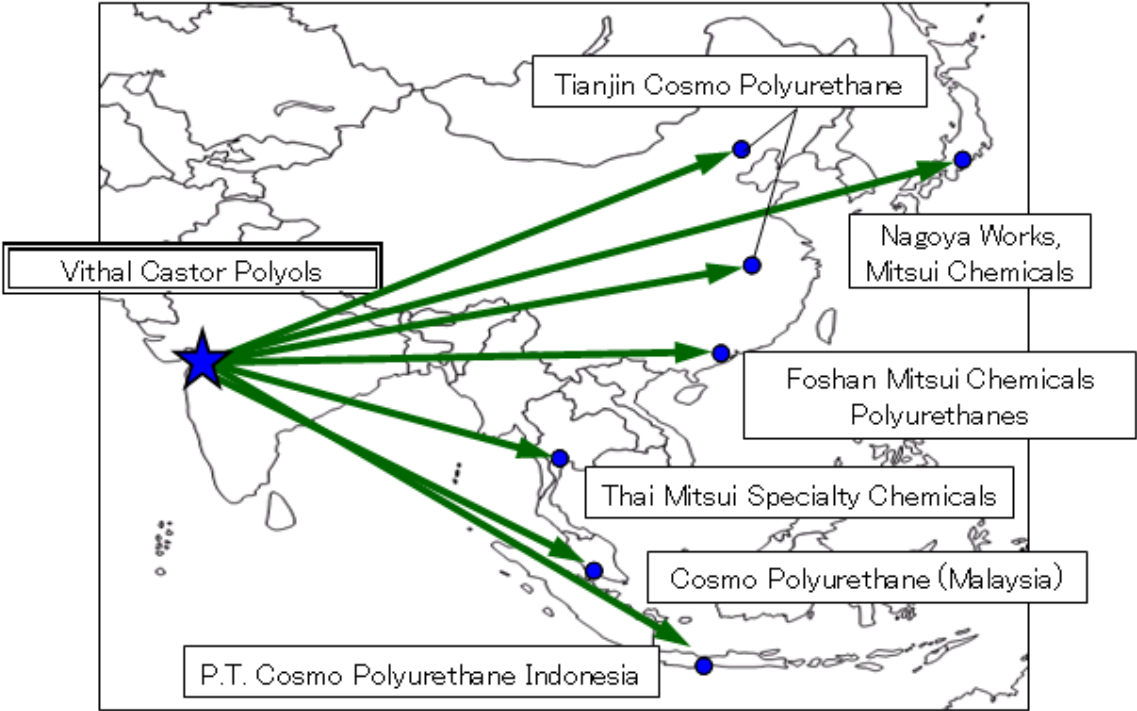 Tianjin Cosmo Polyurethane
Nagoya Works,
Mitsui Chemicals
Vithal Castor Polyols
Foshan Mitsui Chemicals
Polyurethanes
Thai Mitsui Specialty Chemicals
Cosmo Polyurethane (Malaysia)
P.T. Cosmo Polyurethane Indonesia